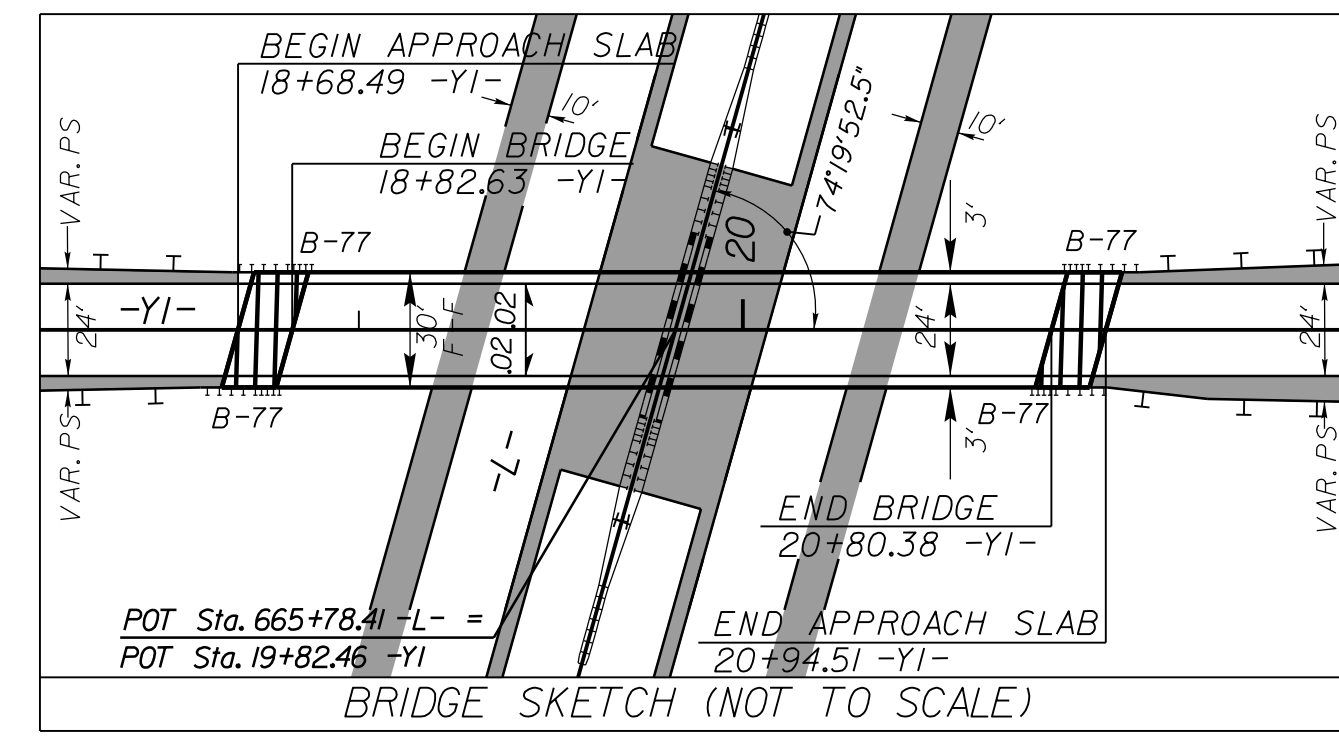 BEGIN APPROACH SLAB
18+68.49 -Y1-
10'
10'
BEGIN BRIDGE
18+82.63 -Y1-
VAR. PS
VAR. PS
74°19'52.5"
3'
B-77
B-77
20
-Y1-
24'
30'
F F
.02 .02
24'
24'
B-77
B-77
3'
VAR. PS
VAR. PS
-L-
END BRIDGE
20+80.38 -Y1-
POT Sta. 665+78.41 -L- =
POT Sta. 19+82.46 -Y1
END APPROACH SLAB
20+94.51 -Y1-
BRIDGE SKETCH (NOT TO SCALE)